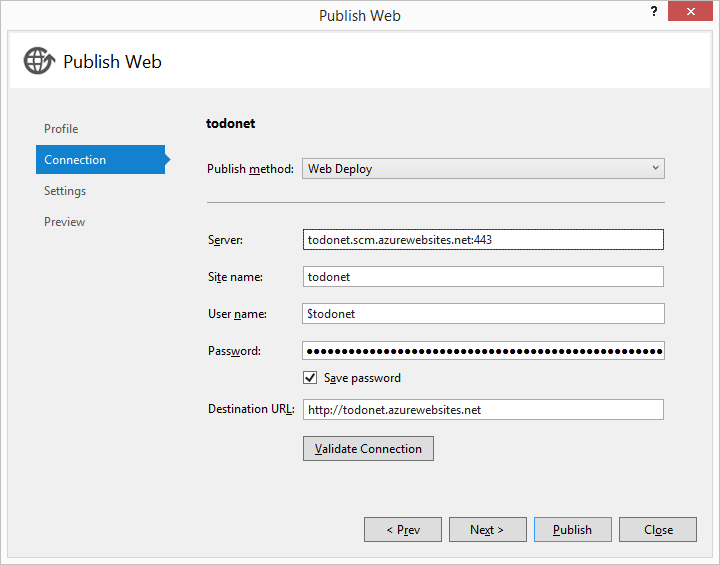 Publish Web
?
Publish Web
Profile
Connection
Settings
Preview
todonet
Publish method: Web Deploy
Server: todonet.scm.azurewebsites.net:443
Site name: todonet
User name: $todonet
Password: ●●●●●●●●●●●●●●●●●●●●●●●●●●●●●●●●●●●●●●●●●●●●●●●●●●●
Save password
Destination URL: http://todonet.azurewebsites.net
Validate Connection
< Prev Next > Publish Close